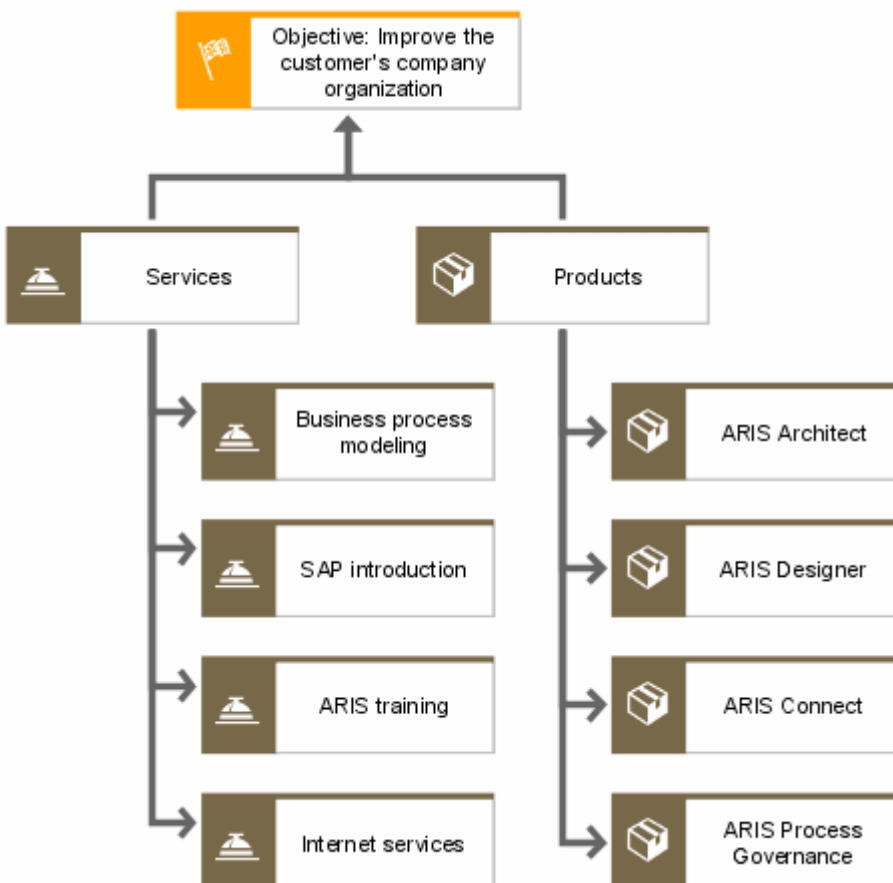 Objective: Improve the
customer's company
organization
Services
Products
Business process
modeling
ARIS Architect
SAP introduction
ARIS Designer
ARIS training
ARIS Connect
Internet services
ARIS Process
Governance